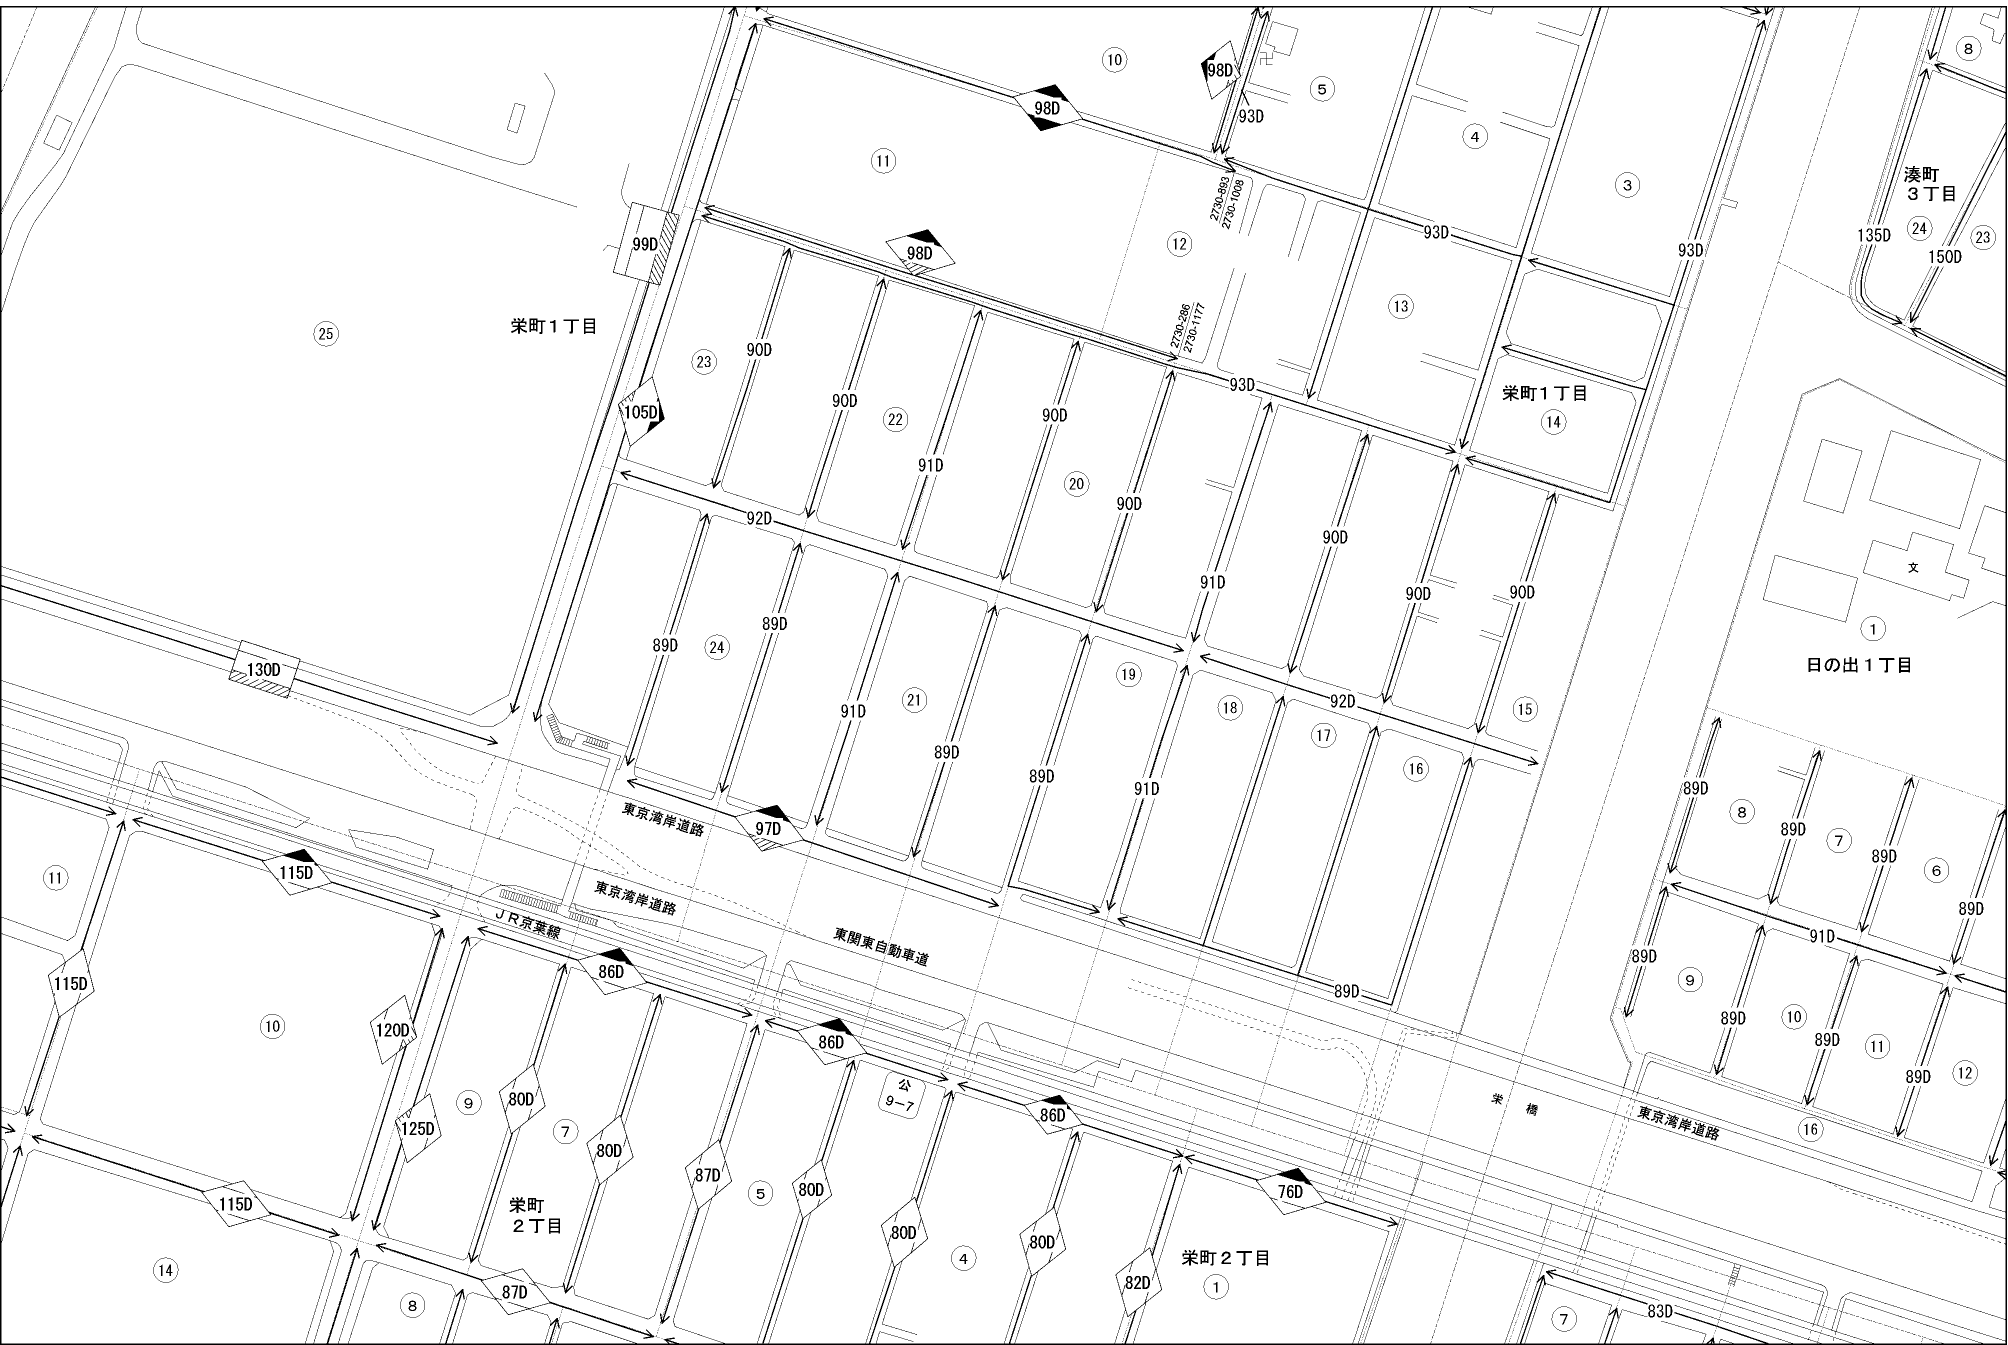 10
98D
98D
5
93D
8
4
11
3
湊町
３丁目
24
23
135D
150D
2730-893
2730-1008
99D
98D
12
93D
93D
栄町１丁目
25
23
90D
2730-286
2730-1177
13
93D
栄町１丁目
14
105D
90D
22
90D
91D
20
90D
92D
91D
90D
90D
90D
文
1
日の出１丁目
89D
24
89D
19
130D
21
91D
18
92D
15
17
16
89D
89D
91D
89D
8
89D
7
89D
6
89D
東京湾岸道路
97D
115D
11
東京湾岸道路
ＪＲ京葉線
東関東自動車道
91D
89D
9
89D
10
89D
11
89D
12
86D
89D
115D
10
120D
86D
公
9－7
86D
栄　橋
東京湾岸道路
16
125D
9
80D
7
80D
87D
5
80D
80D
4
80D
82D
76D
115D
栄町
２丁目
栄町２丁目
1
14
8
87D
7
83D